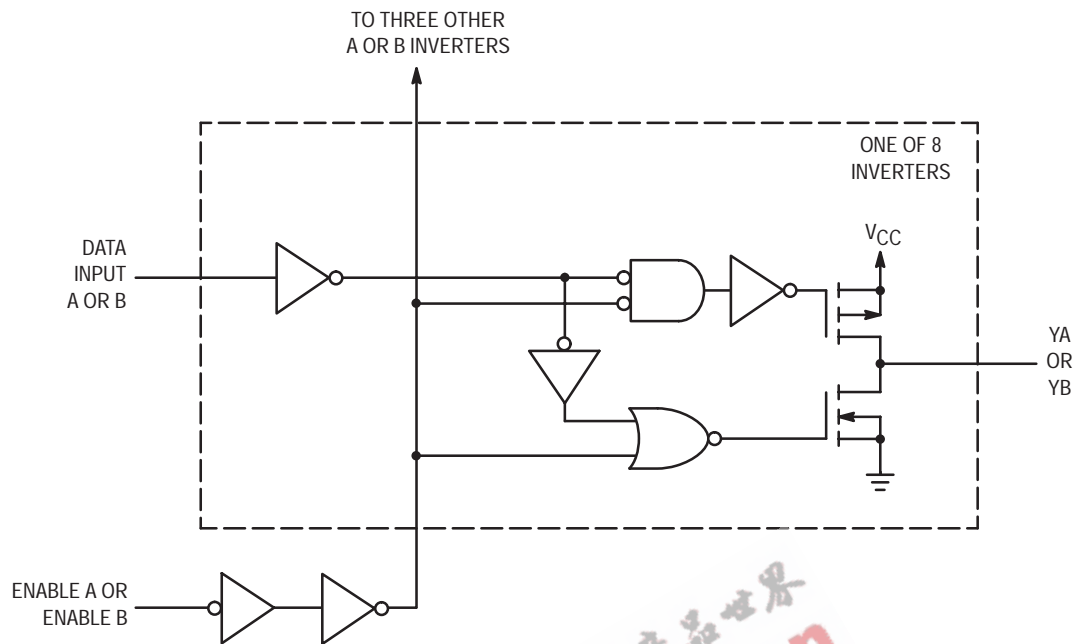 TO THREE OTHER
A OR B INVERTERS
ONE OF 8
INVERTERS
DATA
INPUT
A OR B
VCC
YA
OR
YB
ENABLE A OR
ENABLE B